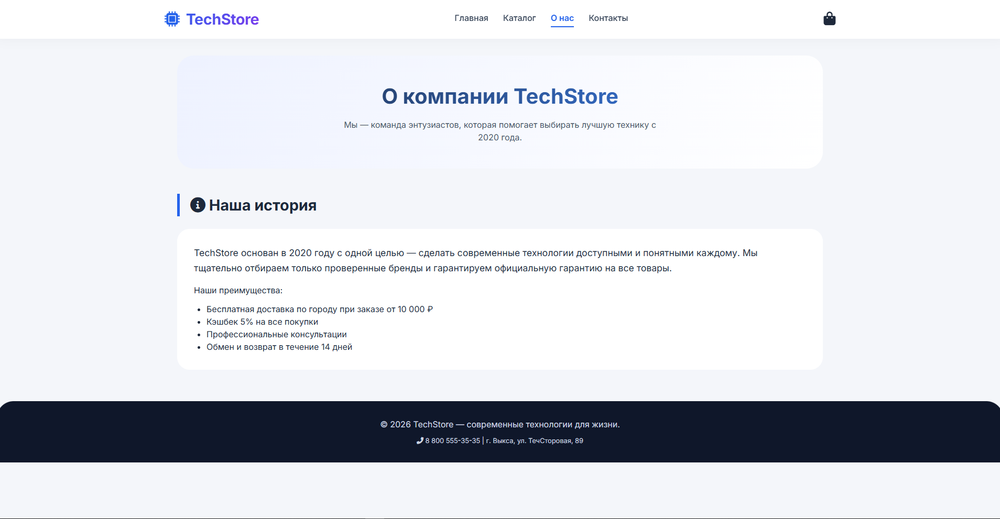 TechStore
Главная
Каталог
О нас
Контакты
О компании TechStore
Мы — команда энтузиастов, которая помогает выбирать лучшую технику с
2020 года.
Наша история
TechStore основан в 2020 году с одной целью — сделать современные технологии доступными и понятными каждому. Мы
тщательно отбираем только проверенные бренды и гарантируем официальную гарантию на все товары.
Наши преимущества:
• Бесплатная доставка по городу при заказе от 10 000 ₽
• Кэшбек 5% на все покупки
• Профессиональные консультации
• Обмен и возврат в течение 14 дней
© 2026 TechStore — современные технологии для жизни.
8 800 555-35-35 | г. Выкса, ул. ТечСторовая, 89